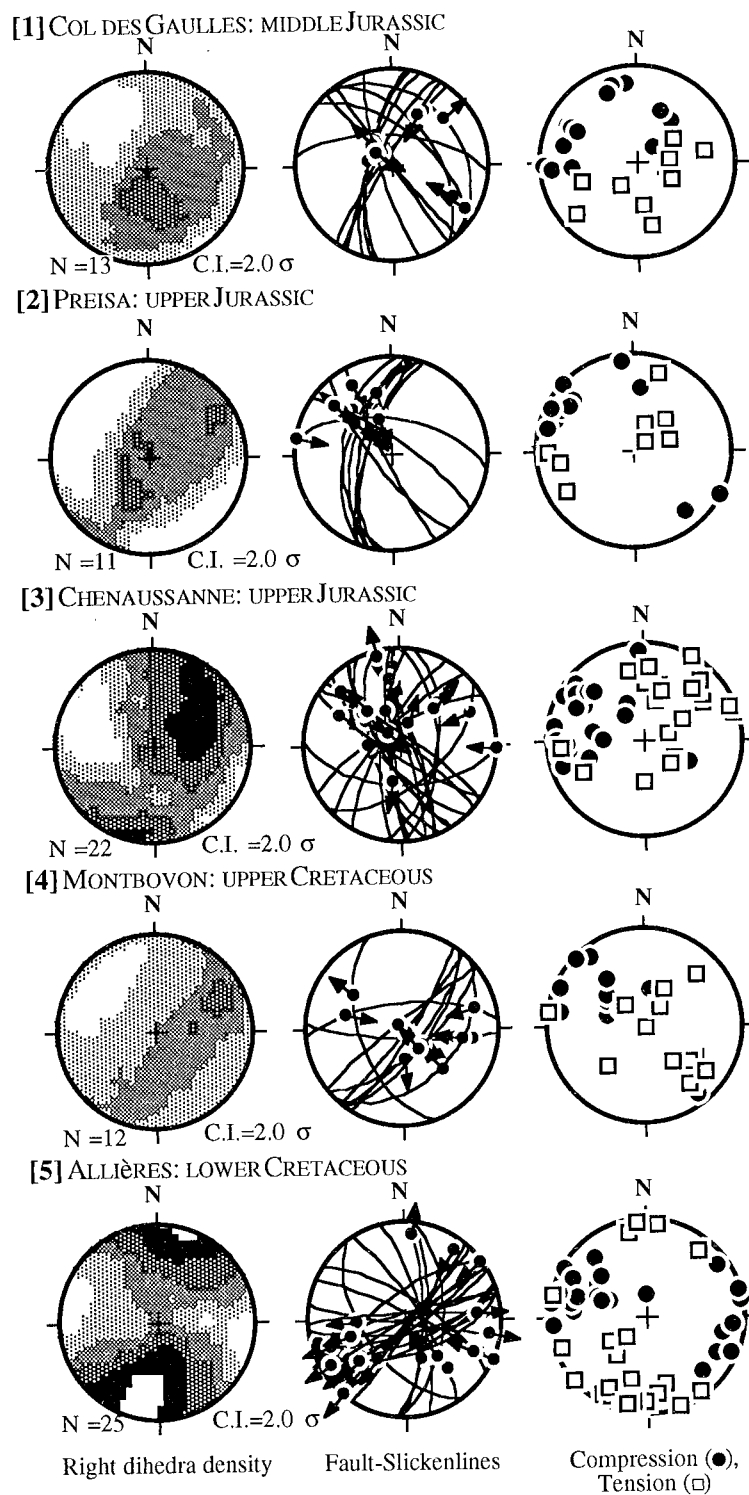 [1] COL DES GAULLES: MIDDLE JURASSIC
N N N
N =13 C.I.=2.0 σ
[2] PREISA: UPPER JURASSIC
N N N
N =11 C.I. =2.0 σ
[3] CHENAUSSANNE: UPPER JURASSIC
N N N
N =22 C.I. =2.0 σ
[4] MONTBOVON: UPPER CRETACEOUS
N N N
N =12 C.I.=2.0 σ
[5] ALLIèRES: LOWER CRETACEOUS
N N N
N =25 C.I.=2.0 σ
Right dihedra density Fault-Slickenlines Compression (●),
Tension (□)